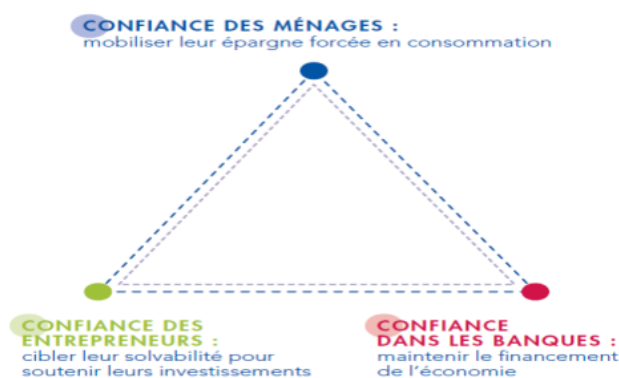 CONFIANCE DES MÉNAGES :
mobiliser leur épargne forcée en consommation
CONFIANCE DES
ENTREPRENEURS :
cibler leur solvabilité pour
soutenir leurs investissements
CONFIANCE
DANS LES BANQUES :
maintenir le financement
de l'économie